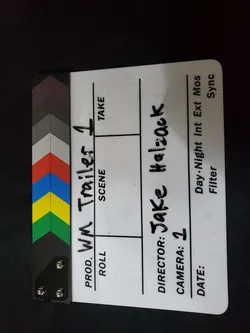 PROD. WM Trailer 1
ROLL SCENE TAKE
DIRECTOR: Jake Halzack
CAMERA: 1
DATE: Day·Night Int Ext Mos
Filter Sync